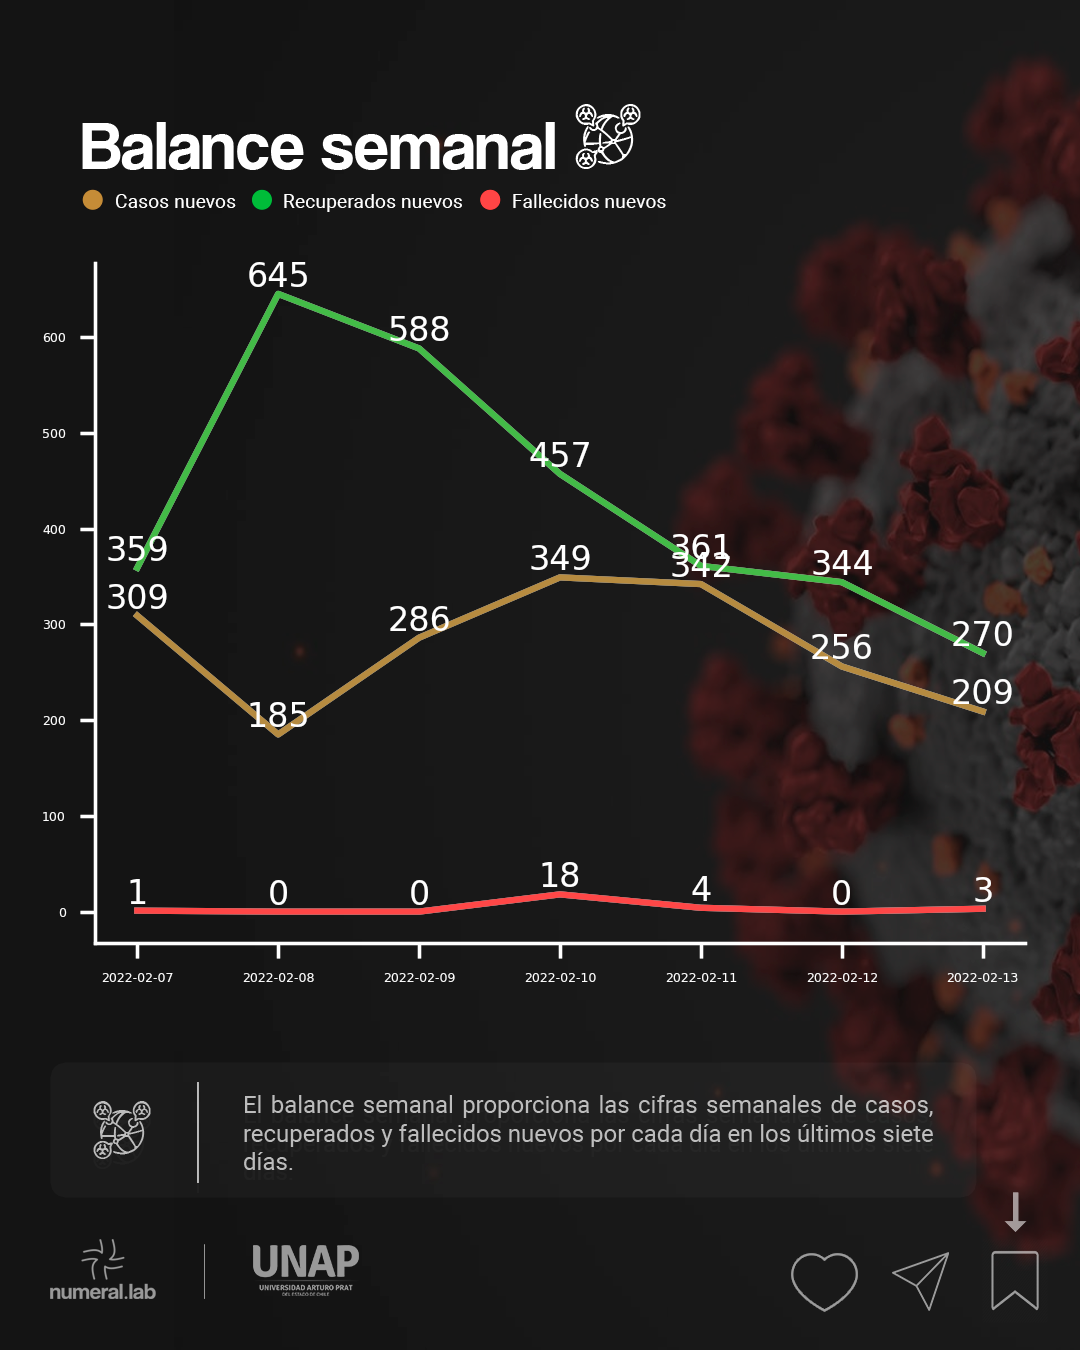 Balance semanal
Casos nuevos Recuperados nuevos Fallecidos nuevos
645
588
600
500
457
400
359
349
361
342
344
309
300
286
270
256
209
200
185
100
1
0
0
18
4
0
3
0
2022-02-07 2022-02-08 2022-02-09 2022-02-10 2022-02-11 2022-02-12 2022-02-13
El balance semanal proporciona las cifras semanales de casos,
recuperados y fallecidos nuevos por cada día en los últimos siete
días.
numeral.lab
UNAP
UNIVERSIDAD ARTURO PRAT
DEL ESTADO DE CHILE